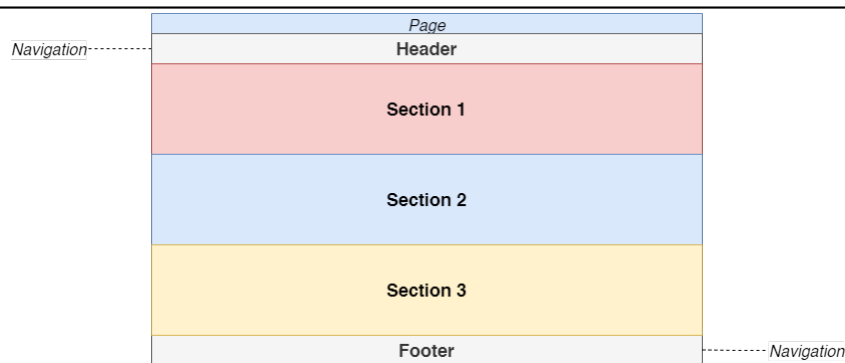 Page
Navigation
Header
Section 1
Section 2
Section 3
Footer
Navigation